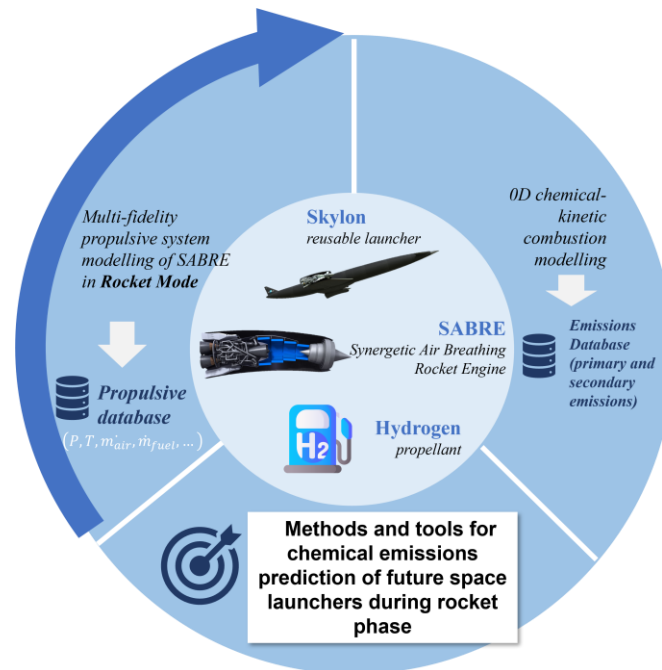 Multi-fidelity
propulsive system
modelling of SABRE
in Rocket Mode
Propulsive
database
(P, T, ṁair, ṁfuel, … )
Skylon
reusable launcher
SABRE
Synergetic Air Breathing
Rocket Engine
H2
Hydrogen
propellant
0D chemical-
kinetic
combustion
modelling
Emissions
Database
(primary and
secondary
emissions)
Methods and tools for
chemical emissions
prediction of future space
launchers during rocket
phase